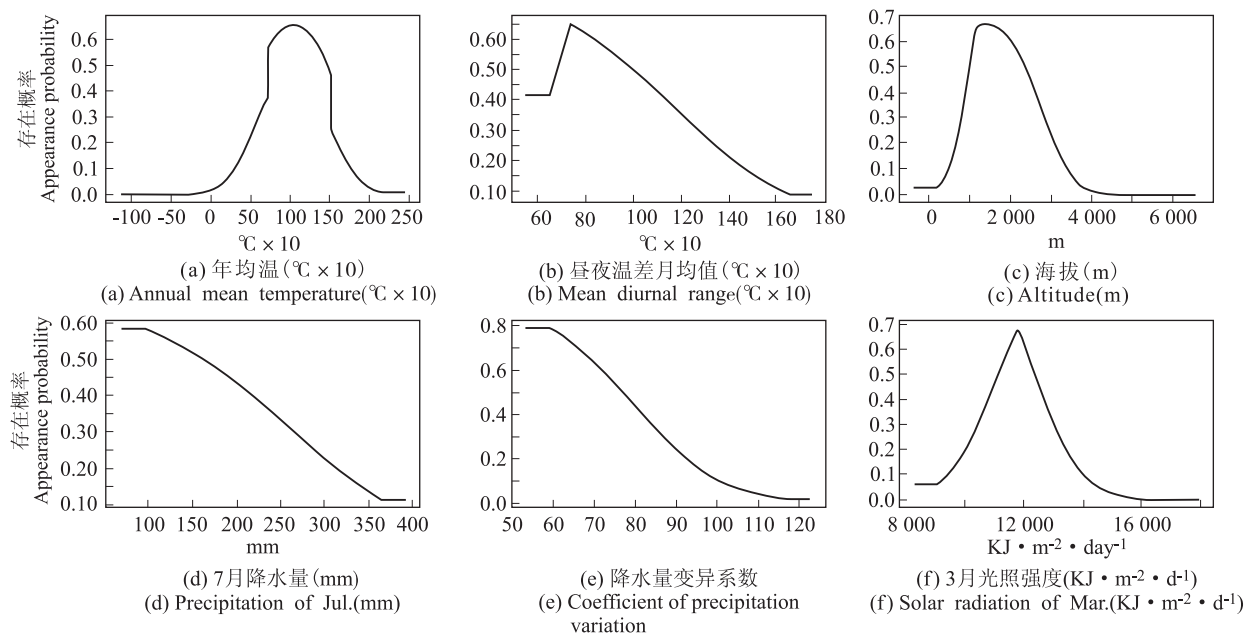 存在概率
Appearance probability
0.6
0.5
0.4
0.3
0.2
0.1
0.0
-100 -50 0 50 100 150 200 250
℃×10
(a) 年均温(℃×10)
(a) Annual mean temperature(℃×10)
0.60
0.50
0.40
0.30
0.20
0.10
60 80 100 120 140 160 180
℃×10
(b) 昼夜温差月均值(℃×10)
(b) Mean diurnal range(℃×10)
0.7
0.6
0.5
0.4
0.3
0.2
0.1
0.0
0 2 000 4 000 6 000
m
(c) 海拔(m)
(c) Altitude(m)
存在概率
Appearance probability
0.60
0.50
0.40
0.30
0.20
0.10
100 150 200 250 300 350 400
mm
(d) 7月降水量(mm)
(d) Precipitation of Jul.(mm)
0.8
0.6
0.4
0.2
0.0
50 60 70 80 90 100 110 120
(e) 降水量变异系数
(e) Coefficient of precipitation
variation
0.7
0.6
0.5
0.4
0.3
0.2
0.1
0.0
8 000 12 000 16 000
KJ·m⁻²·day⁻¹
(f) 3月光照强度(KJ·m⁻²·d⁻¹)
(f) Solar radiation of Mar.(KJ·m⁻²·d⁻¹)